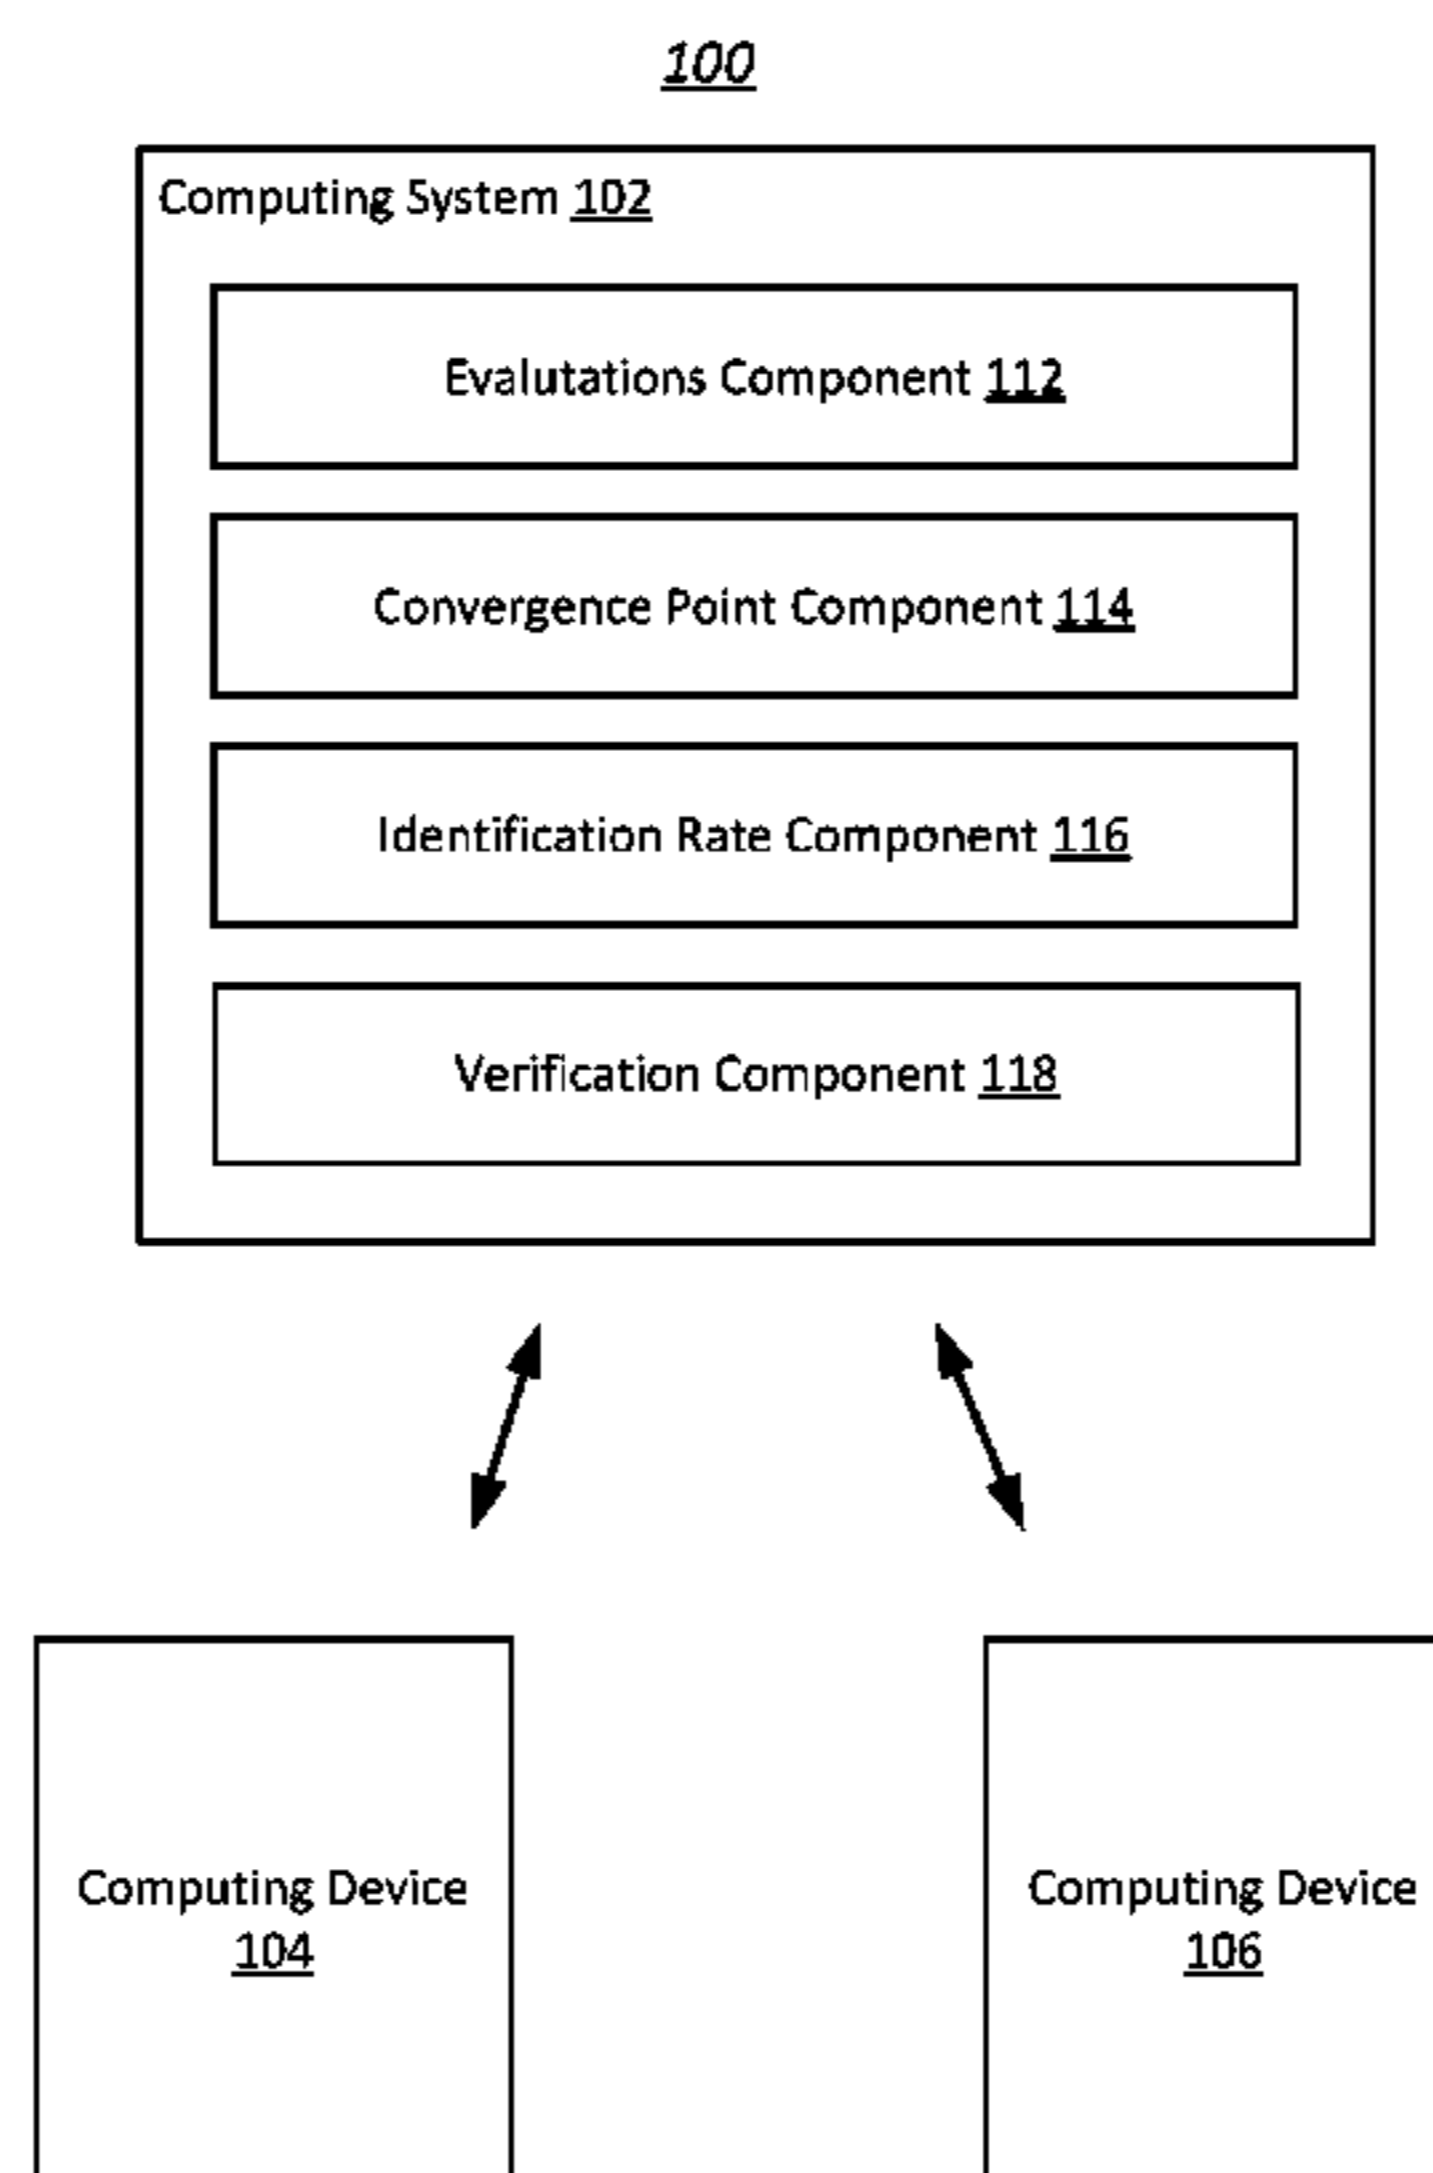 100
Computing System 102
Evalutations Component 112
Convergence Point Component 114
Identification Rate Component 116
Verification Component 118
Computing Device
104
Computing Device
106